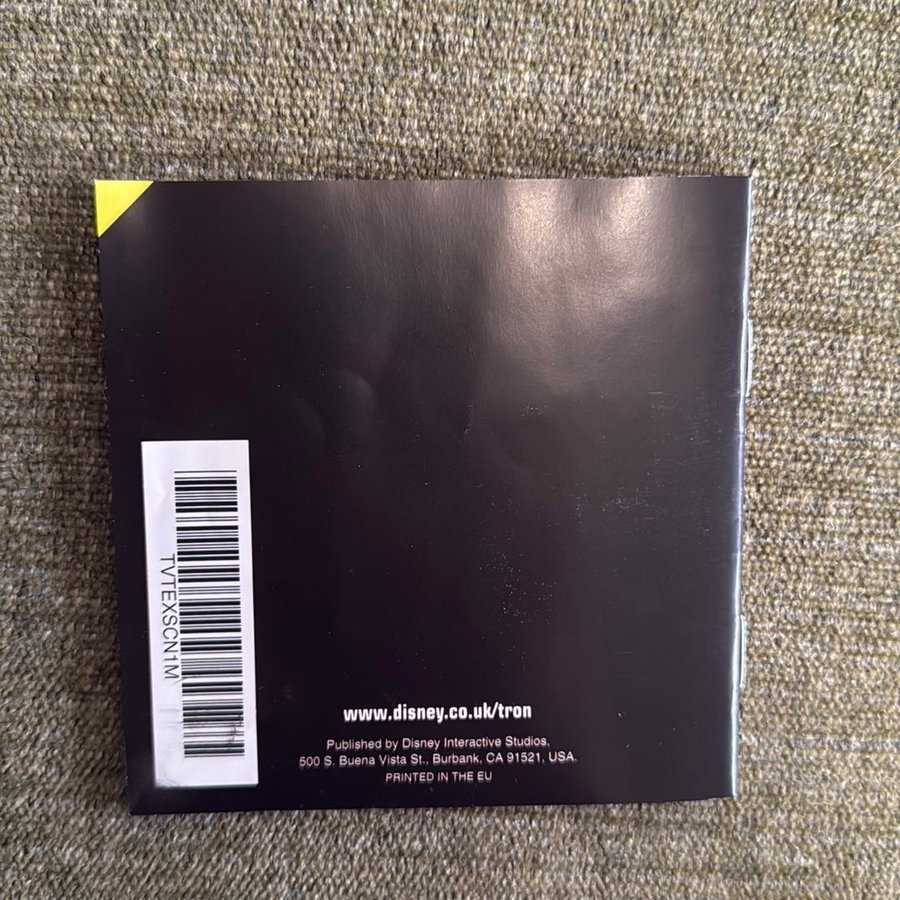 TVTEXSCN1M
www.disney.co.uk/tron
Published by Disney Interactive Studios,
500 S. Buena Vista St., Burbank, CA 91521, USA.
PRINTED IN THE EU